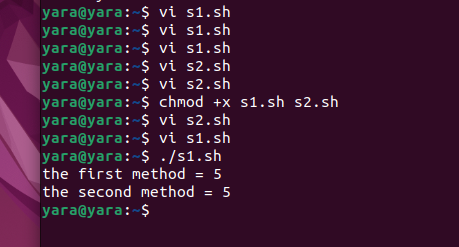 yara@yara:~$ vi s1.sh
yara@yara:~$ vi s1.sh
yara@yara:~$ vi s1.sh
yara@yara:~$ vi s2.sh
yara@yara:~$ vi s2.sh
yara@yara:~$ chmod +x s1.sh s2.sh
yara@yara:~$ vi s2.sh
yara@yara:~$ vi s1.sh
yara@yara:~$ ./s1.sh
the first method = 5
the second method = 5
yara@yara:~$